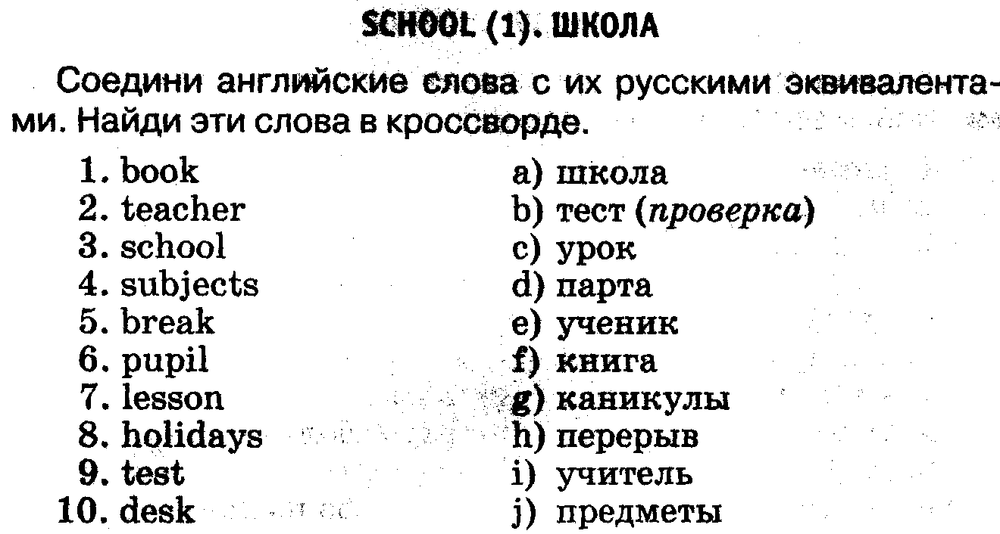 SCHOOL (1). ШКОЛА
Соедини английские слова с их русскими эквивалента-
ми. Найди эти слова в кроссворде.
1. book
a) школа
2. teacher
b) тест (проверка)
3. school
c) урок
4. subjects
d) парта
5. break
e) ученик
6. pupil
f) книга
7. lesson
g) каникулы
8. holidays
h) перерыв
9. test
i) учитель
10. desk
j) предметы